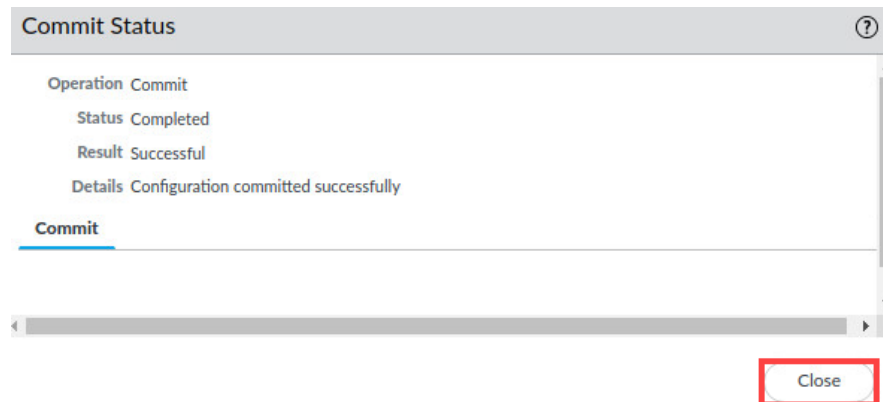 Commit Status
?
Operation Commit
Status Completed
Result Successful
Details Configuration committed successfully
Commit
Close